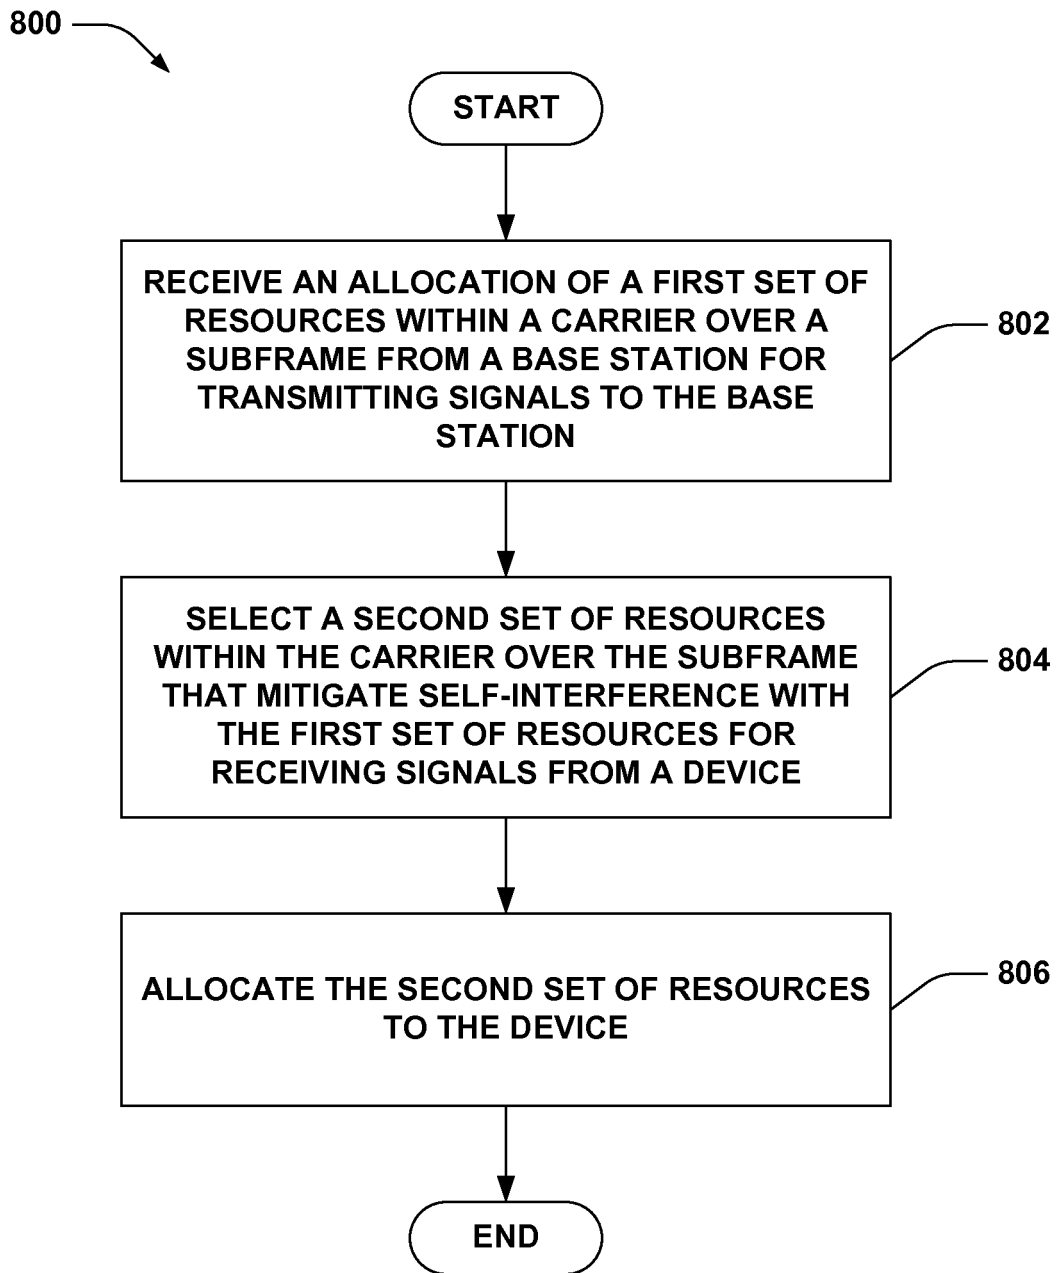 800
START
RECEIVE AN ALLOCATION OF A FIRST SET OF
RESOURCES WITHIN A CARRIER OVER A
SUBFRAME FROM A BASE STATION FOR
TRANSMITTING SIGNALS TO THE BASE
STATION
802
SELECT A SECOND SET OF RESOURCES
WITHIN THE CARRIER OVER THE SUBFRAME
THAT MITIGATE SELF-INTERFERENCE WITH
THE FIRST SET OF RESOURCES FOR
RECEIVING SIGNALS FROM A DEVICE
804
ALLOCATE THE SECOND SET OF RESOURCES
TO THE DEVICE
806
END